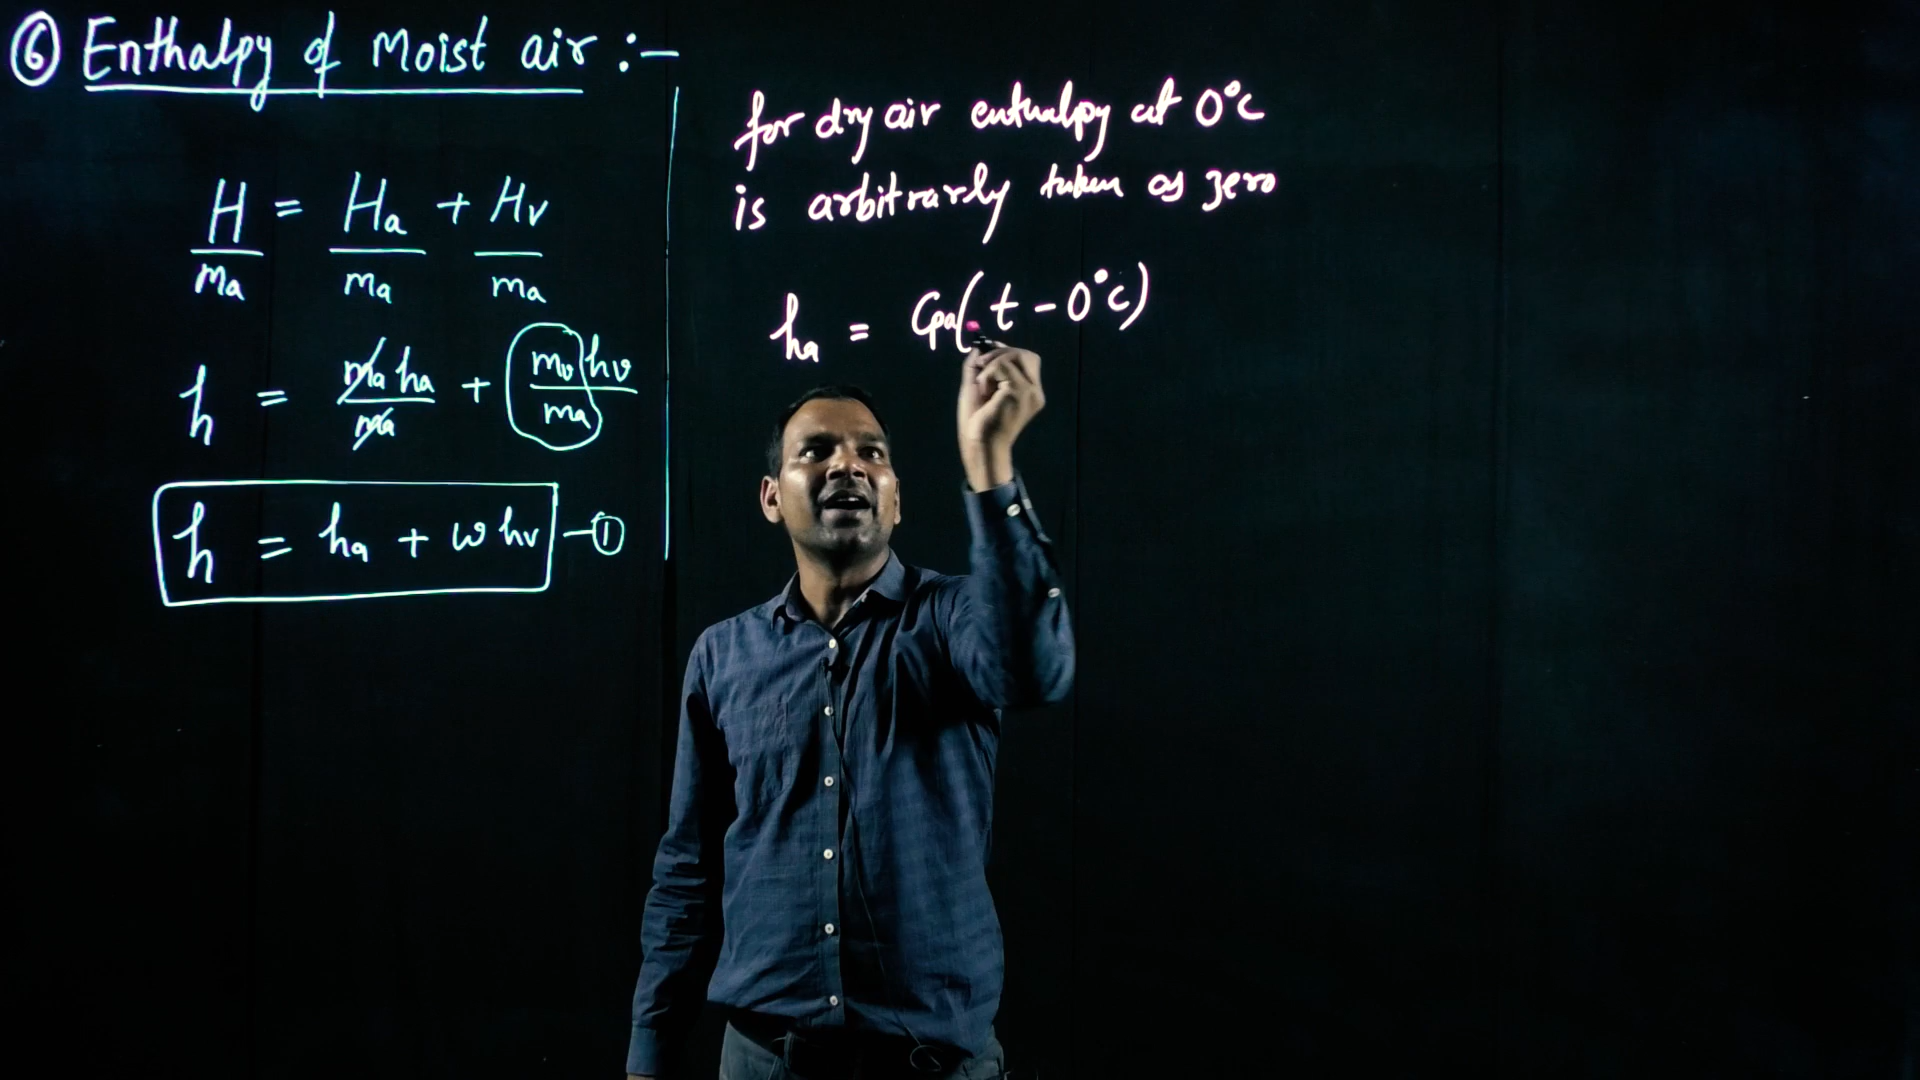 ⑥ Enthalpy of Moist air :-
H/ma = Ha/ma + Hv/ma
h = ma ha/ma + mv hv/ma
h = ha + ω hv —①
for dry air enthalpy at 0°C
is arbitrarly taken as zero
ha = Cpa( t - 0°C)